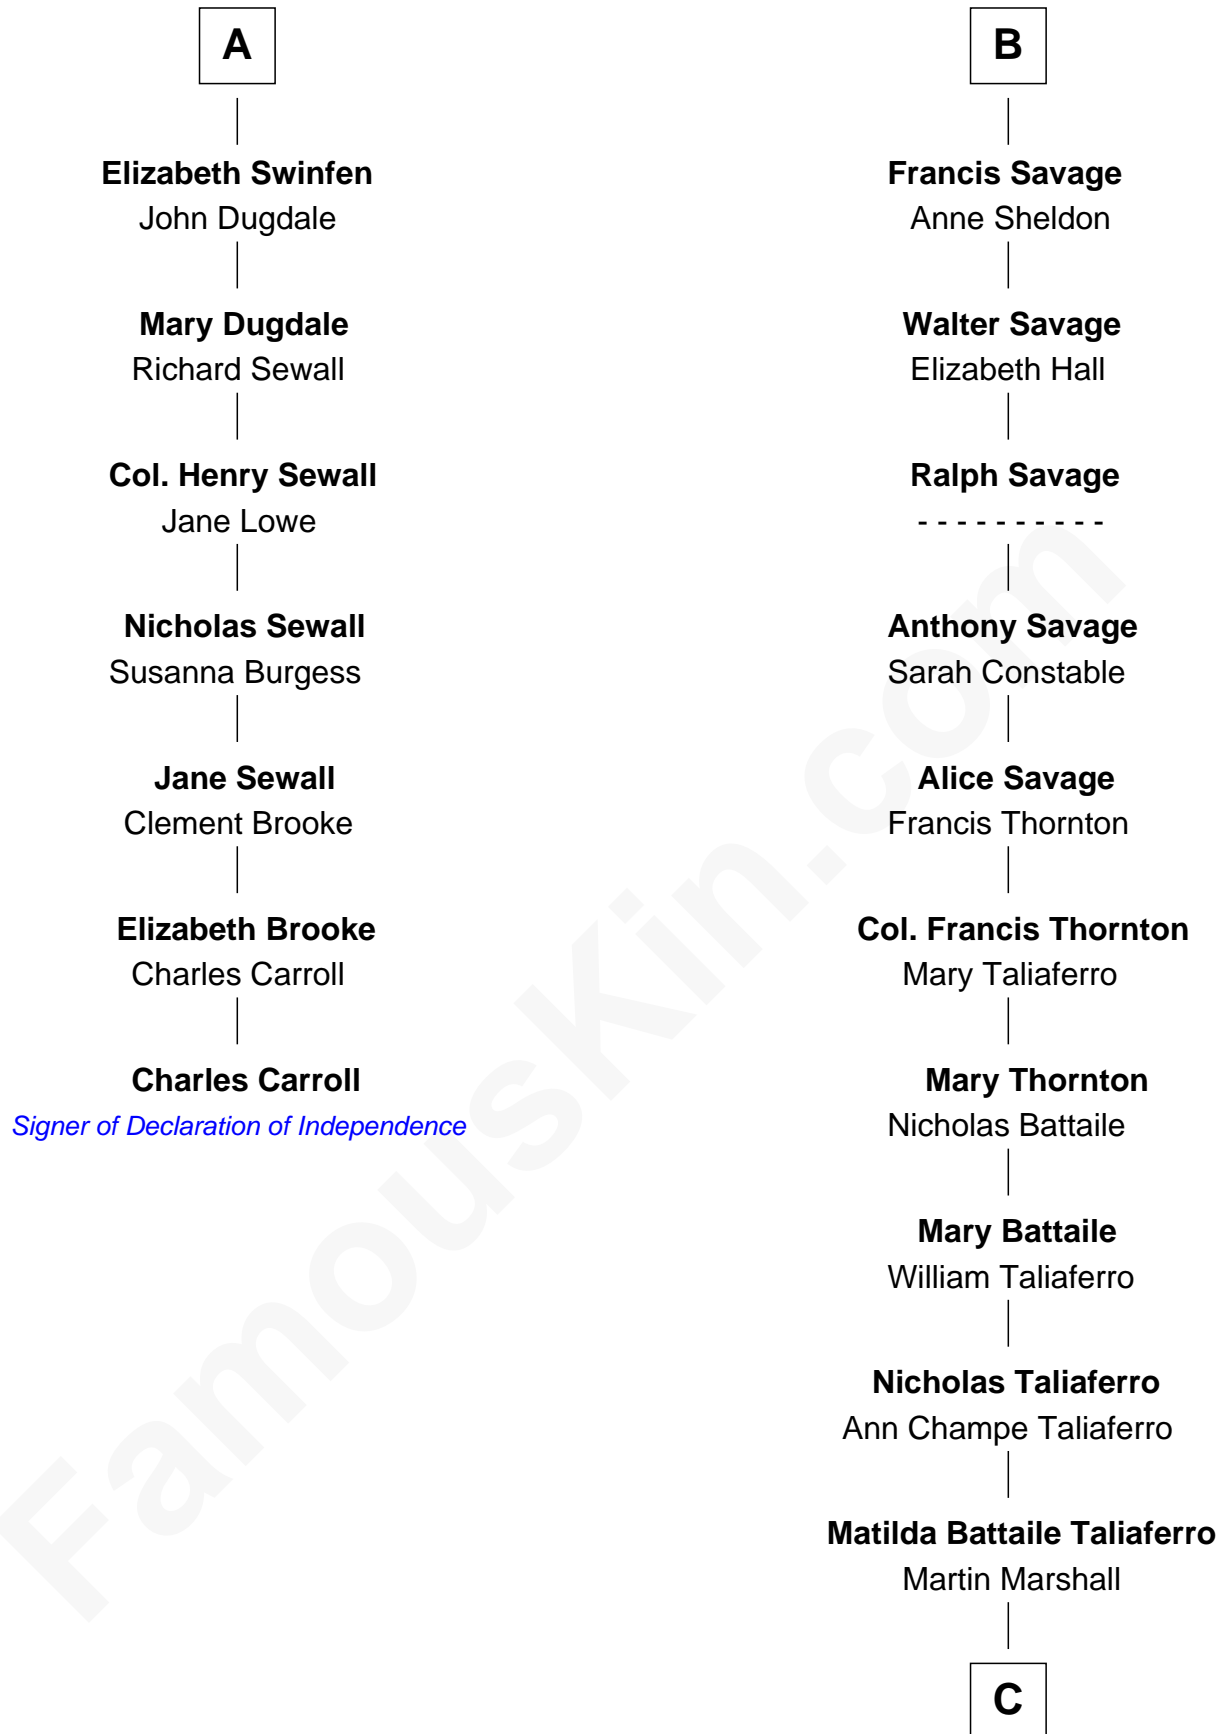 A
Elizabeth Swinfen
John Dugdale
Mary Dugdale
Richard Sewall
Col. Henry Sewall
Jane Lowe
Nicholas Sewall
Susanna Burgess
Jane Sewall
Clement Brooke
Elizabeth Brooke
Charles Carroll
Charles Carroll
Signer of Declaration of Independence
B
Francis Savage
Anne Sheldon
Walter Savage
Elizabeth Hall
Ralph Savage
- - - - - - - - - -
Anthony Savage
Sarah Constable
Alice Savage
Francis Thornton
Col. Francis Thornton
Mary Taliaferro
Mary Thornton
Nicholas Battaile
Mary Battaile
William Taliaferro
Nicholas Taliaferro
Ann Champe Taliaferro
Matilda Battaile Taliaferro
Martin Marshall
C
FamousKin.com